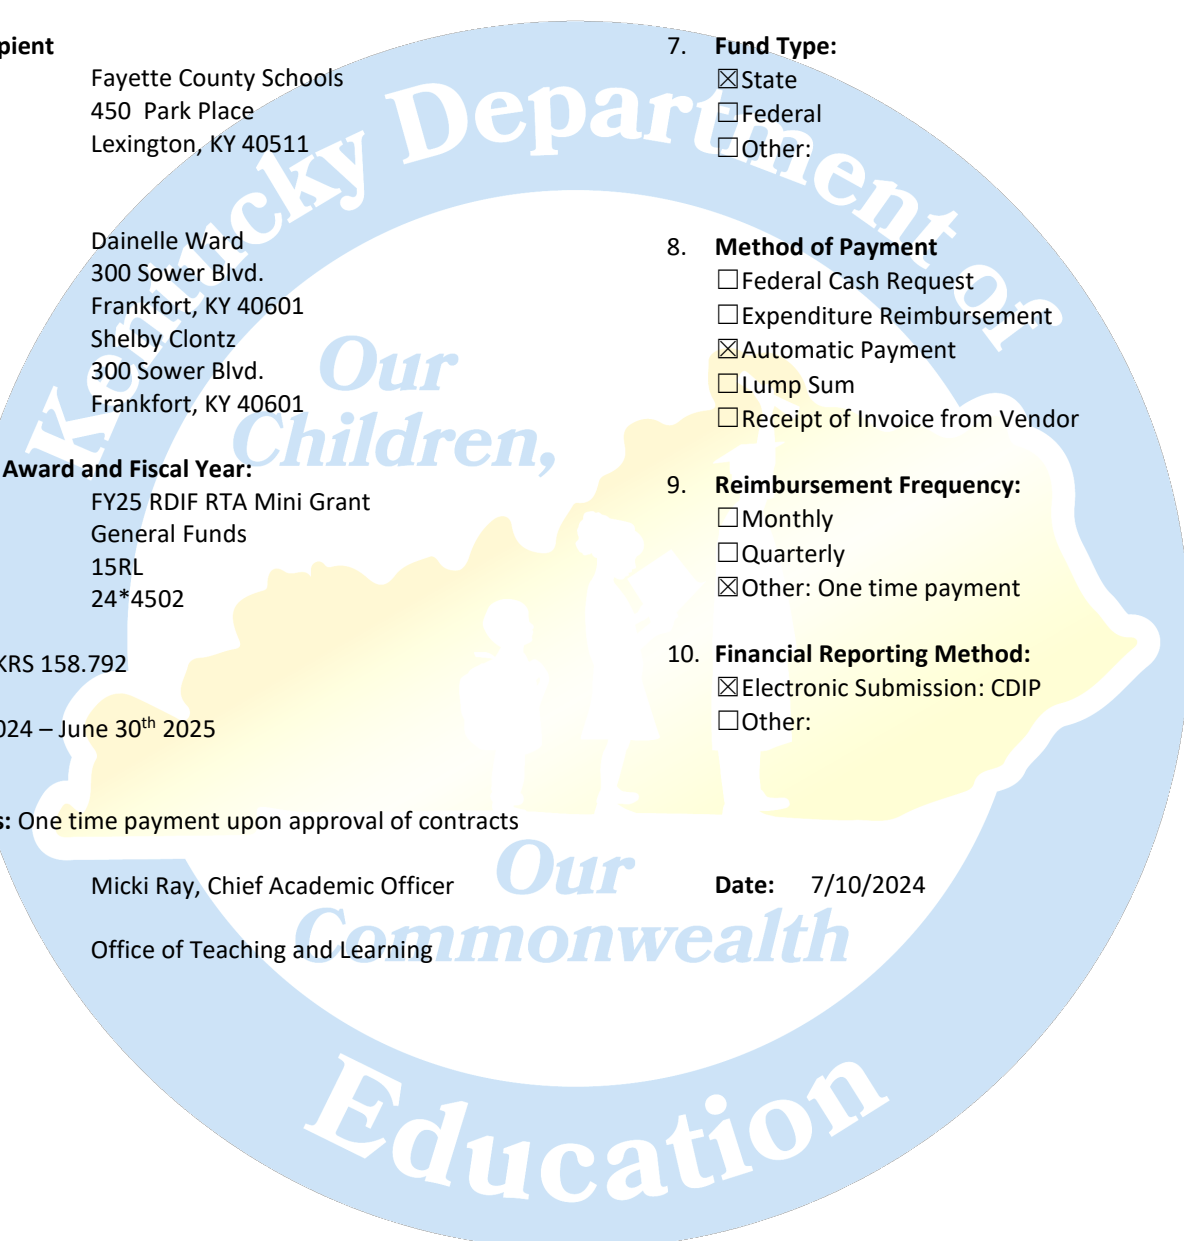 pient
Fayette County Schools
450 Park Place
Lexington, KY 40511
Dainelle Ward
300 Sower Blvd.
Frankfort, KY 40601
Shelby Clontz
300 Sower Blvd.
Frankfort, KY 40601
Award and Fiscal Year:
FY25 RDIF RTA Mini Grant
General Funds
15RL
24*4502
KRS 158.792
024 – June 30th 2025
s: One time payment upon approval of contracts
Micki Ray, Chief Academic Officer
Office of Teaching and Learning
7. Fund Type:
☒State
☐Federal
☐Other:
8. Method of Payment
☐Federal Cash Request
☐Expenditure Reimbursement
☒Automatic Payment
☐Lump Sum
☐Receipt of Invoice from Vendor
9. Reimbursement Frequency:
☐Monthly
☐Quarterly
☒Other: One time payment
10. Financial Reporting Method:
☒Electronic Submission: CDIP
☐Other:
Date: 7/10/2024
Kentucky Department of
Education
Our
Children,
Our
Commonwealth